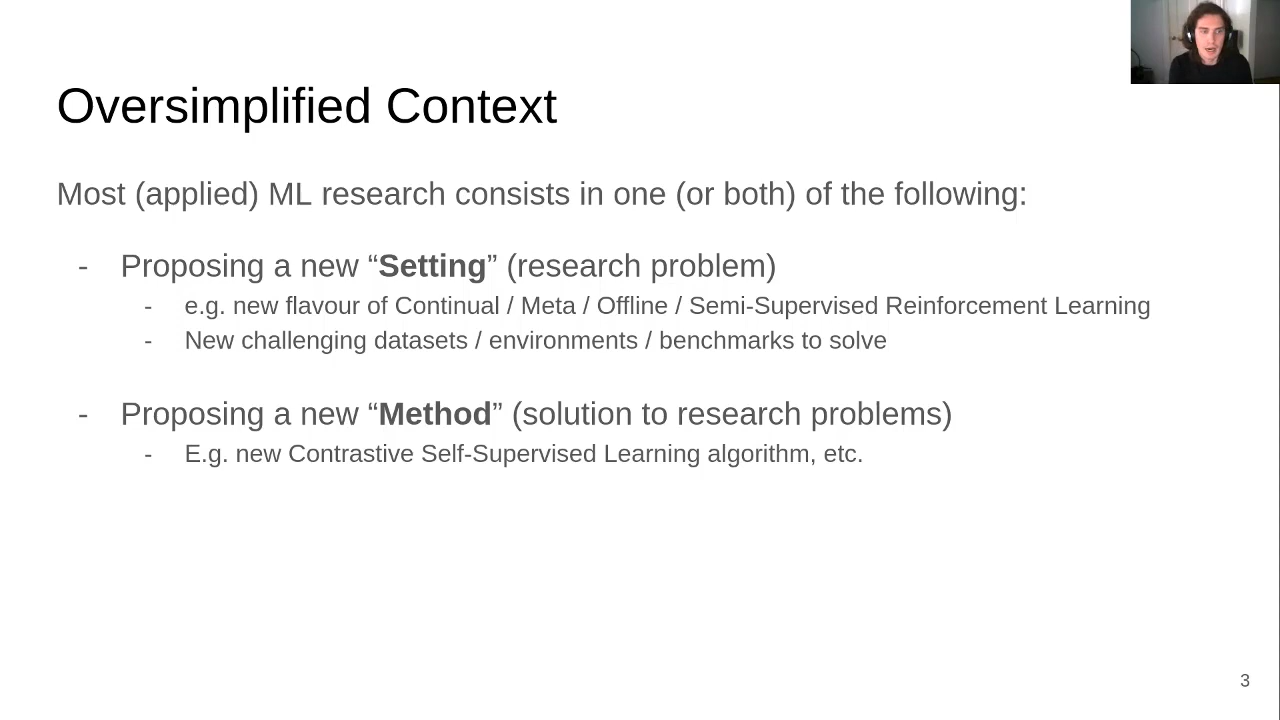 Oversimplified Context
Most (applied) ML research consists in one (or both) of the following:
- Proposing a new “Setting” (research problem)
- e.g. new flavour of Continual / Meta / Offline / Semi-Supervised Reinforcement Learning
- New challenging datasets / environments / benchmarks to solve
- Proposing a new “Method” (solution to research problems)
- E.g. new Contrastive Self-Supervised Learning algorithm, etc.
3